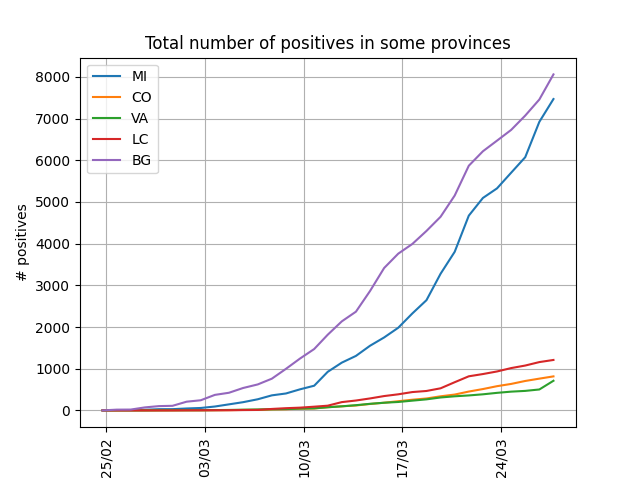 Total number of positives in some provinces
MI
CO
VA
LC
BG
# positives
8000
7000
6000
5000
4000
3000
2000
1000
0
25/02
03/03
10/03
17/03
24/03